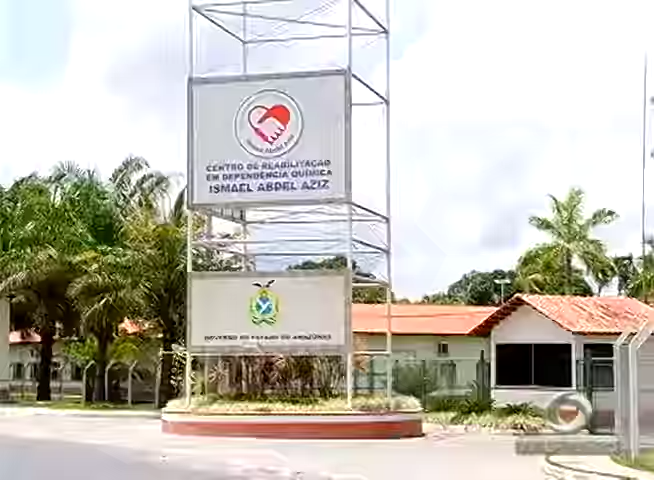 CENTRO DE REABILITAÇÃO
EM DEPENDÊNCIA QUÍMICA
ISMAEL ABDEL AZIZ
GOVERNO DO ESTADO DO AMAZONAS